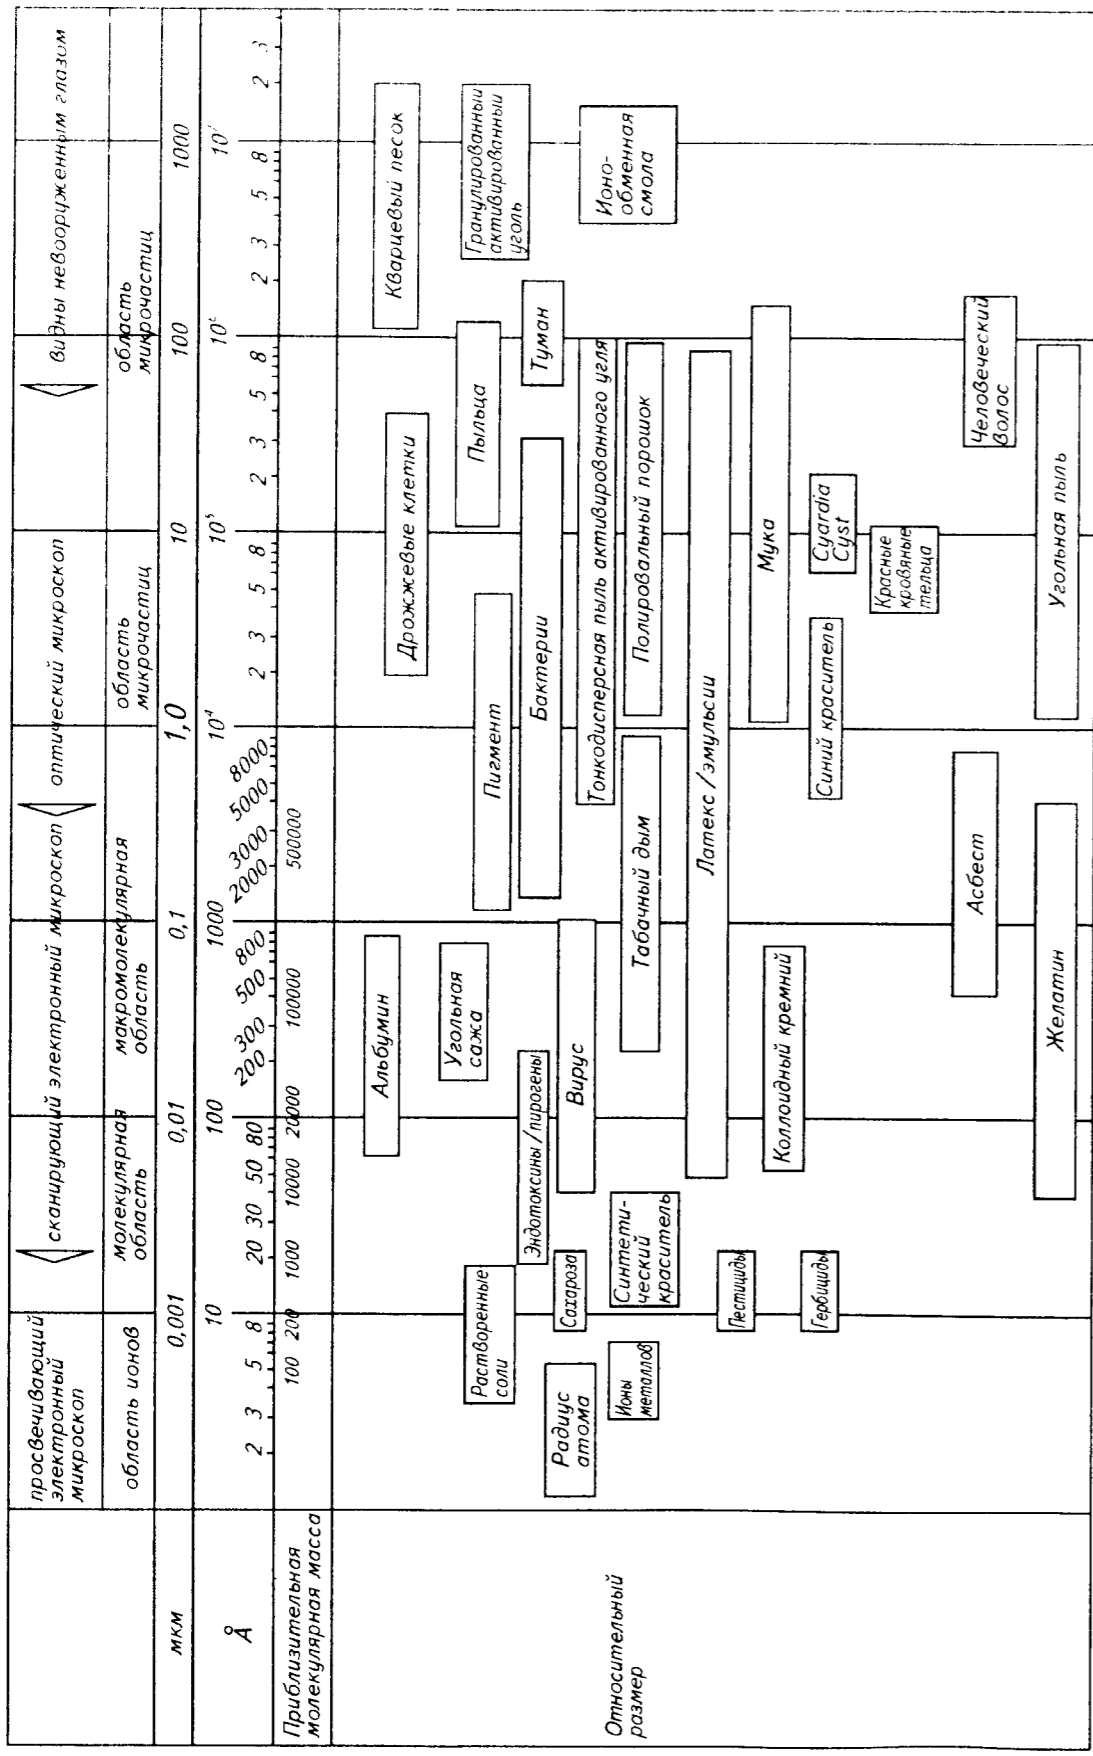 просвечивающий
электронный
микроскоп
сканирующий электронный микроскоп
оптический микроскоп
видны невооруженным глазом
область ионов
молекулярная
область
макромолекулярная
область
область
микрочастиц
область
микрочастиц
мкм
0,001
0,01
0,1
1,0
10
100
1000
Å
2 3 5 8 10 20 30 50 80 100 200 300 500 800 1000 2000 3000 5000 8000 10⁴ 2 3 5 8 10⁵ 2 3 5 8 10⁶ 2 3 5 8 10⁷ 2 3
Приблизительная
молекулярная масса
100 200 1000 10000 20000 100000 500000
Относительный
размер
Альбумин
Дрожжевые клетки
Кварцевый песок
Угольная
сажа
Пыльца
Гранулированный
активированный
уголь
Растворенные
соли
Пигмент
Эндотоксины/пирогены
Бактерии
Туман
Радиус
атома
Сахароза
Вирус
Тонкодисперсная пыль активированного угля
Ионо-
обменная
смола
Ионы
металлов
Синтети-
ческий
краситель
Табачный дым
Полировальный порошок
Латекс/эмульсии
Пестициды
Коллоидный кремний
Мука
Гербициды
Синий краситель
Cyardia
Cyst
Красные
кровяные
тельца
Асбест
Человеческий
волос
Желатин
Угольная пыль